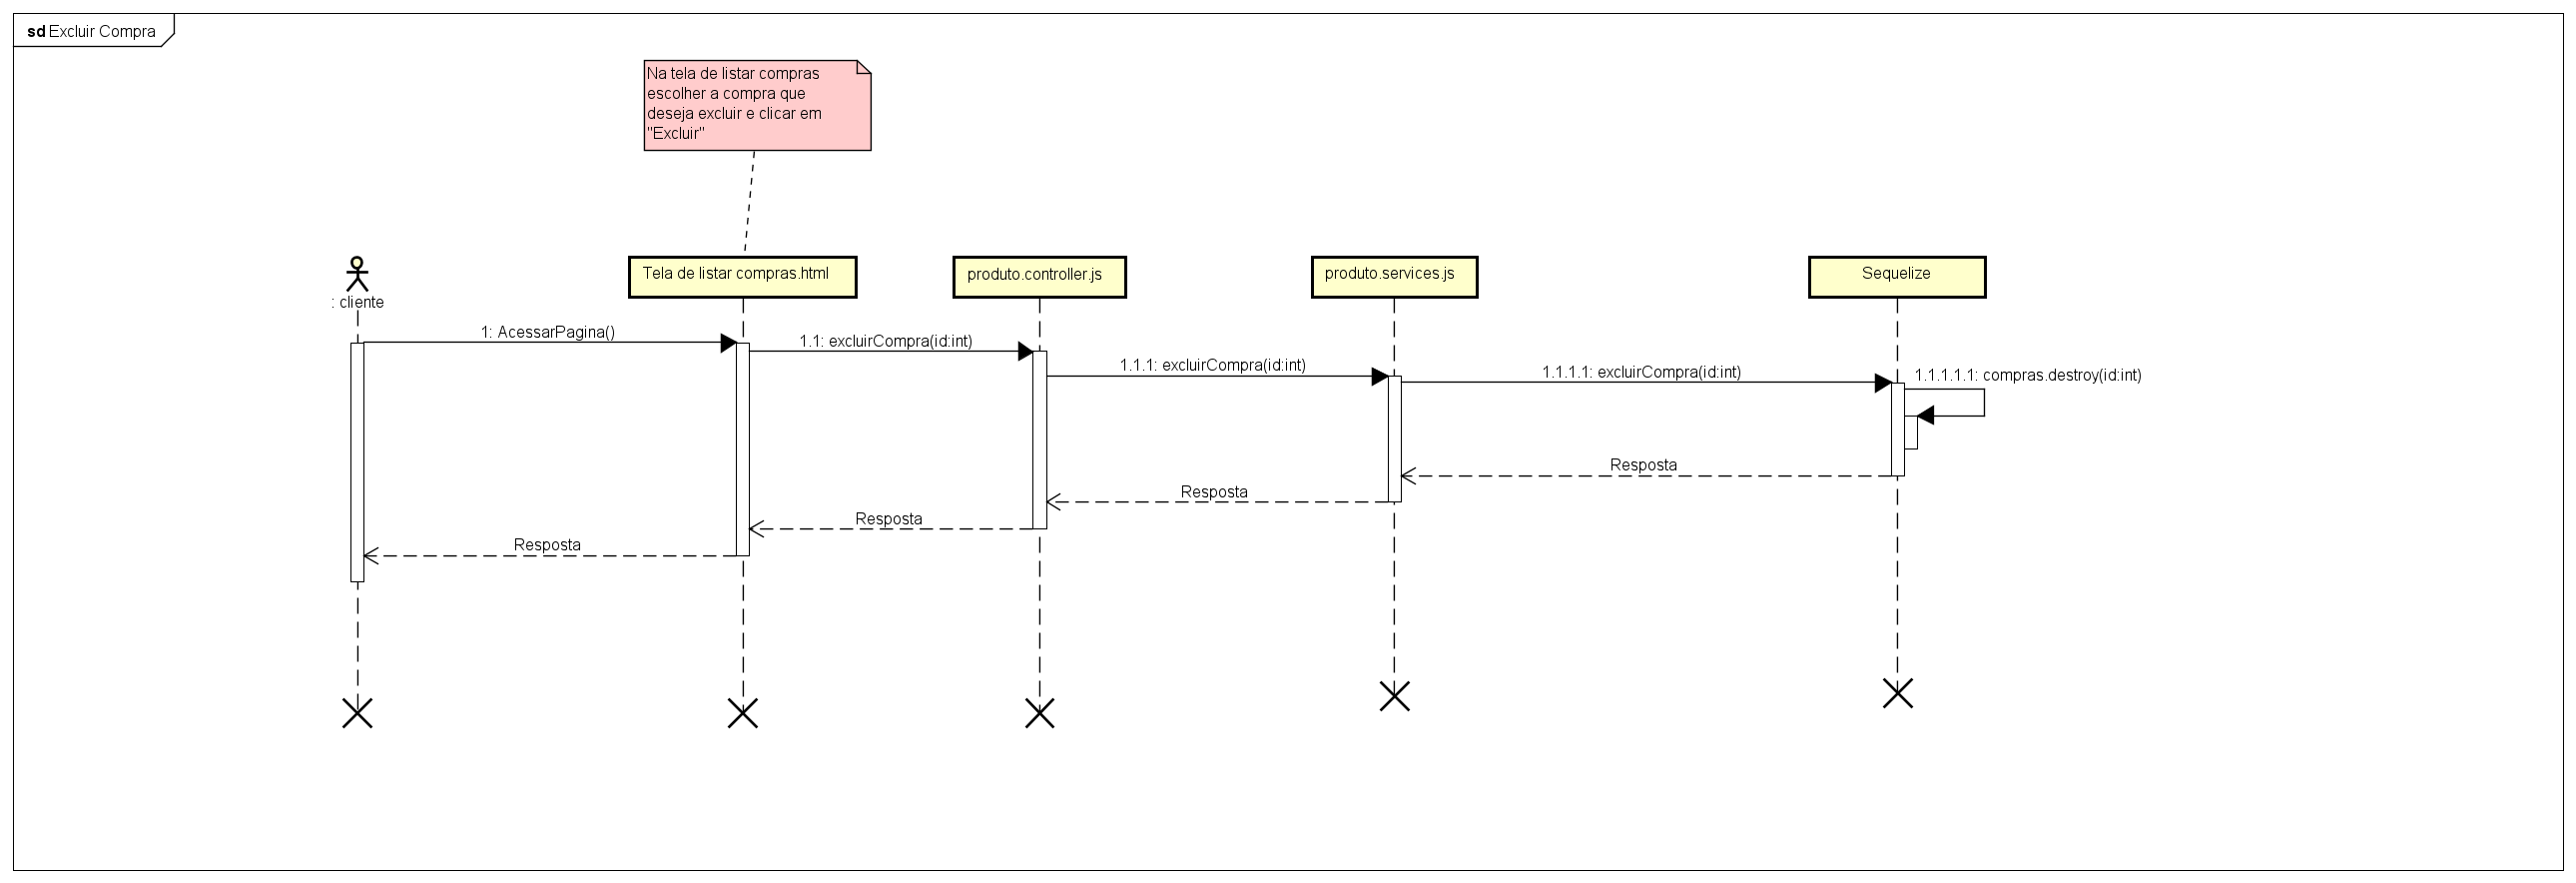 sd Excluir Compra
Na tela de listar compras
escolher a compra que
deseja excluir e clicar em
"Excluir"
: cliente
Tela de listar compras.html
produto.controller.js
produto.services.js
Sequelize
1: AcessarPagina()
1.1: excluirCompra(id:int)
1.1.1: excluirCompra(id:int)
1.1.1.1: excluirCompra(id:int)
1.1.1.1.1: compras.destroy(id:int)
Resposta
Resposta
Resposta
Resposta